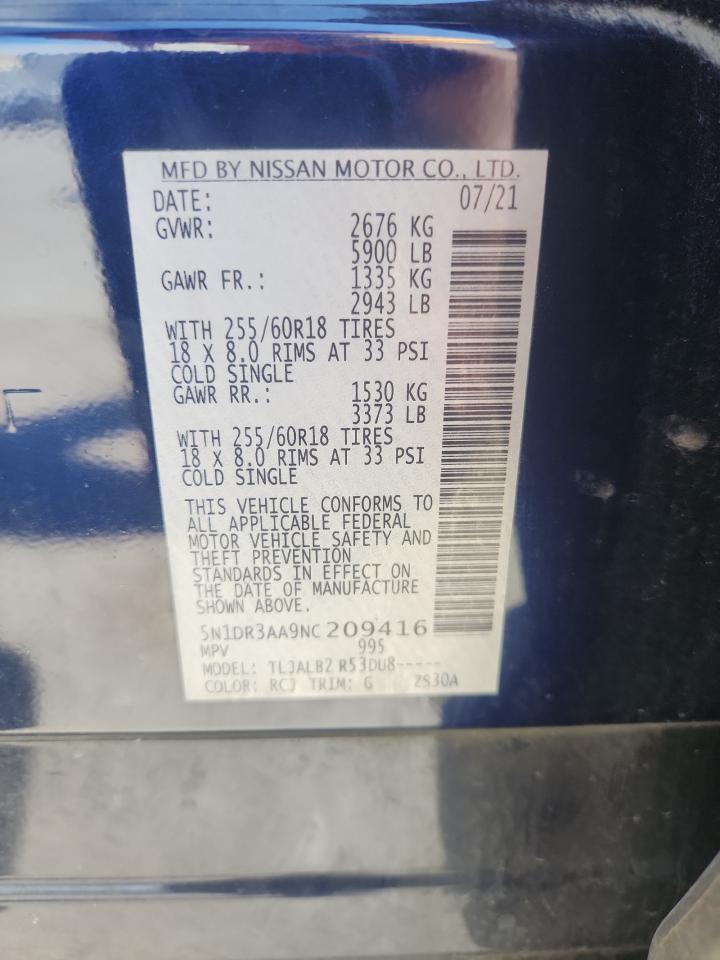 MFD BY NISSAN MOTOR CO., LTD.
DATE: 07/21
GVWR: 2676 KG
5900 LB
GAWR FR.: 1335 KG
2943 LB
WITH 255/60R18 TIRES
18 X 8.0 RIMS AT 33 PSI
COLD SINGLE
GAWR RR.: 1530 KG
3373 LB
WITH 255/60R18 TIRES
18 X 8.0 RIMS AT 33 PSI
COLD SINGLE
THIS VEHICLE CONFORMS TO
ALL APPLICABLE FEDERAL
MOTOR VEHICLE SAFETY AND
THEFT PREVENTION
STANDARDS IN EFFECT ON
THE DATE OF MANUFACTURE
SHOWN ABOVE.
5N1DR3AA9NC 209416
MPV 995
MODEL: TLJALBZ R53DU8-----
COLOR: RCJ TRIM: G ZS30A